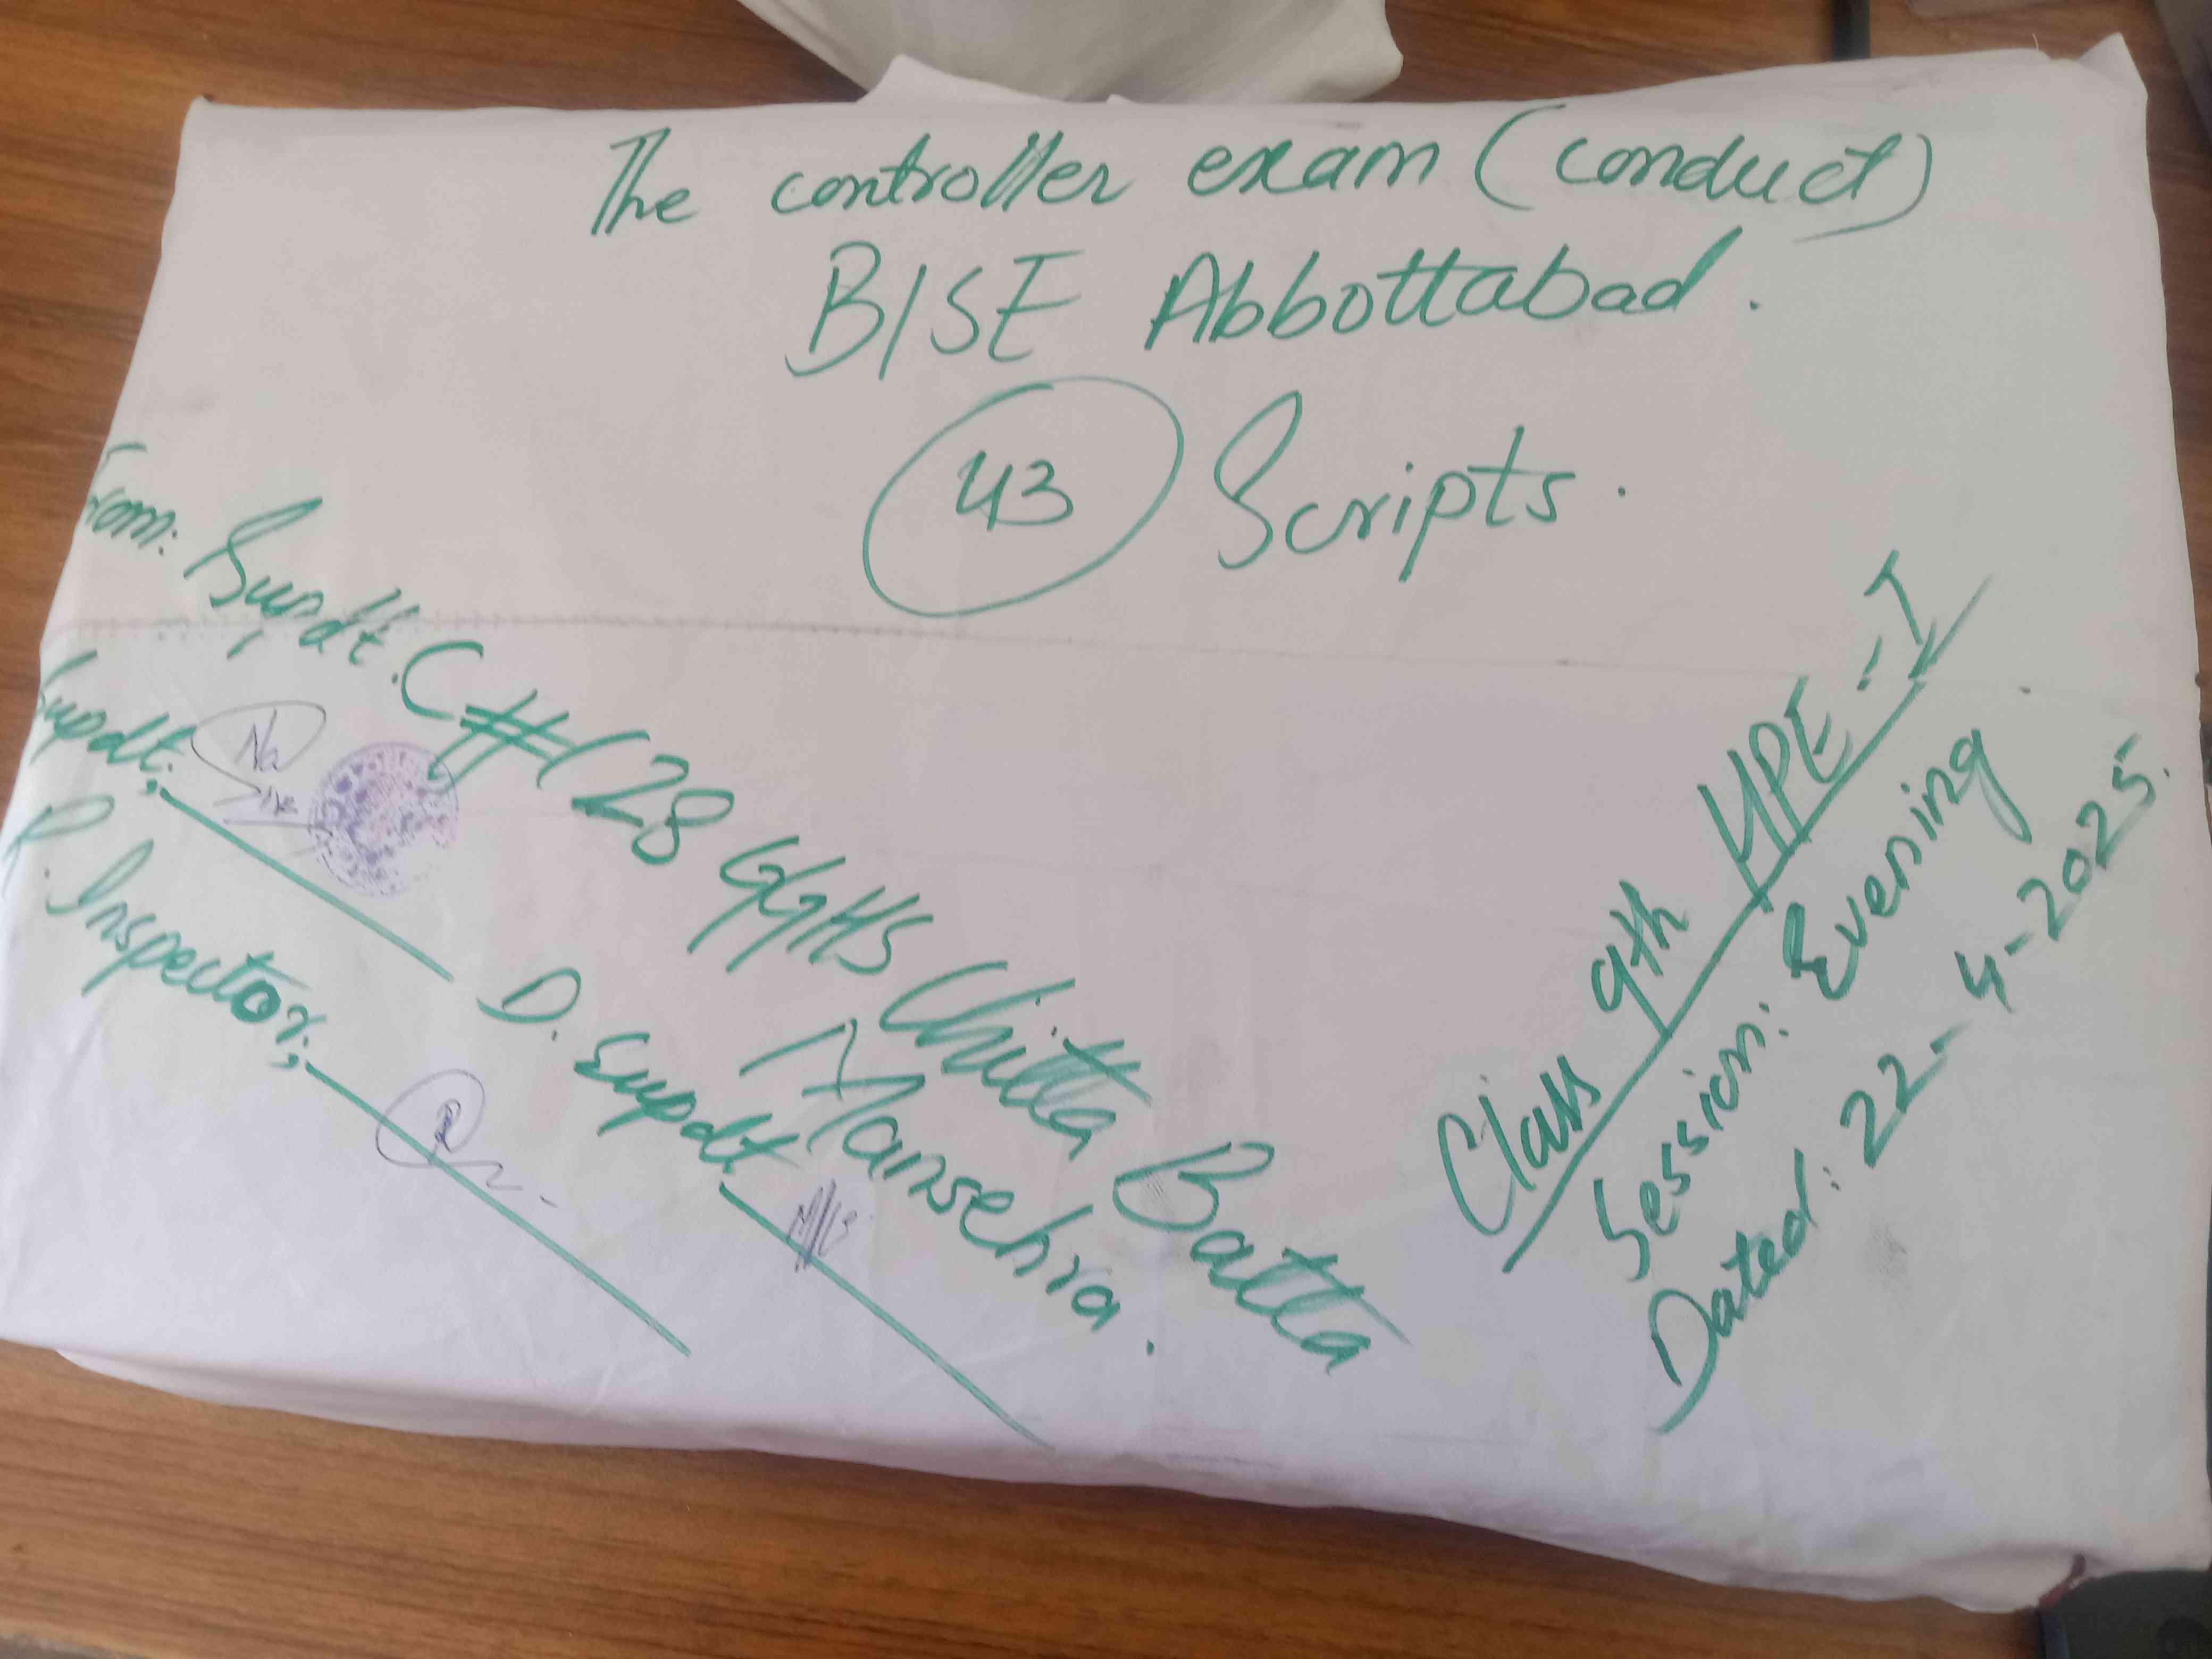 The controller exam (conduct)
BISE Abbottabad.
43 Scripts.
From: Supdt. C#128 GGHS Chitta Batta
Mansehra.
Supdt:
D. Supdt
R. Inspector:
Class 9th HPE-I
Session: Evening
Dated: 22-4-2025.